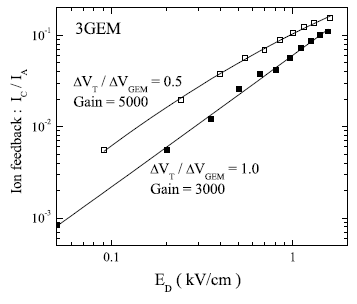 3GEM
10⁻¹
10⁻²
10⁻³
Ion feedback : I_C / I_A
ΔV_T / ΔV_GEM = 0.5
Gain = 5000
ΔV_T / ΔV_GEM = 1.0
Gain = 3000
0.1 1
E_D ( kV/cm )